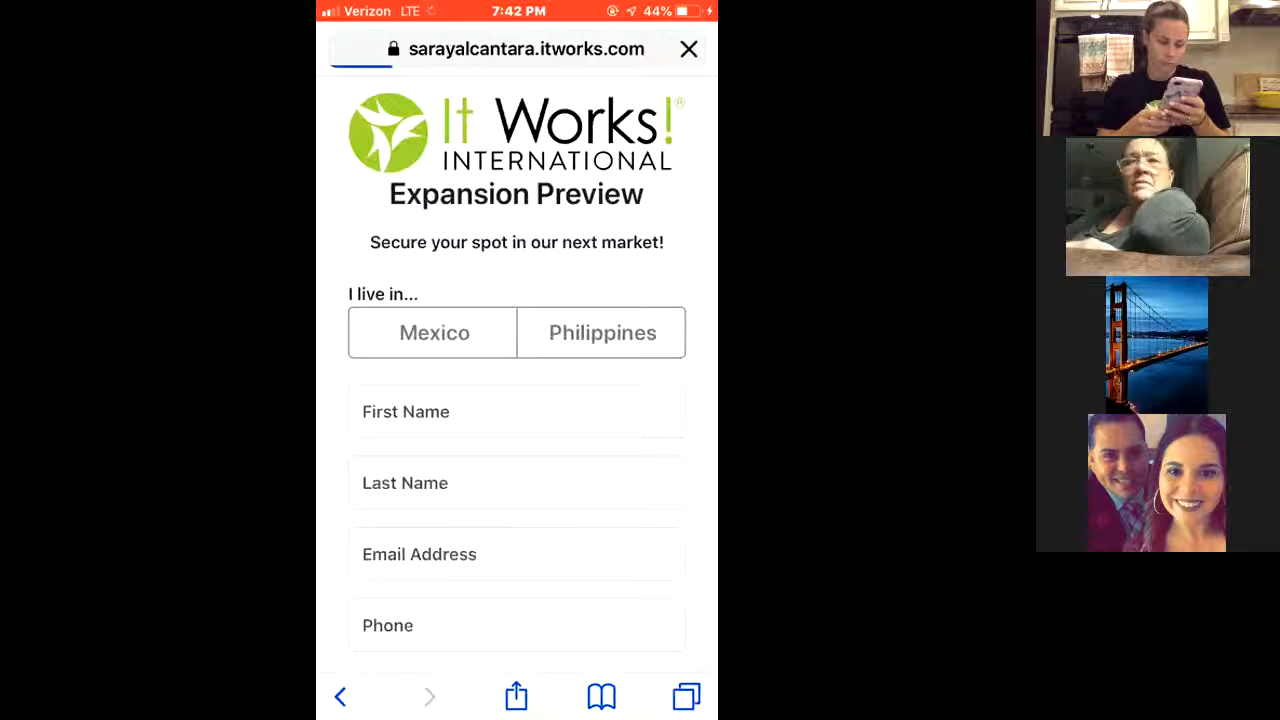 Verizon LTE 7:42 PM 44%
sarayalcantara.itworks.com
It Works!®
INTERNATIONAL
Expansion Preview
Secure your spot in our next market!
I live in...
Mexico Philippines
First Name
Last Name
Email Address
Phone